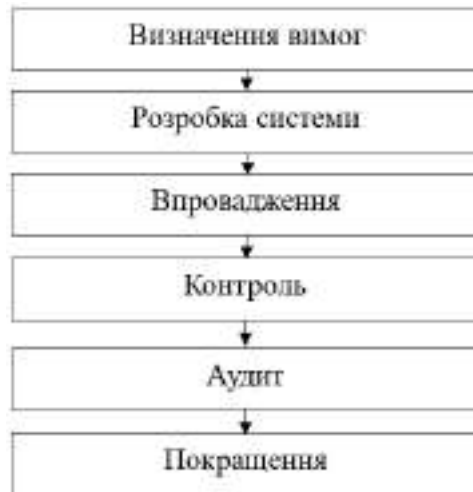 Визначення вимог
Розробка системи
Впровадження
Контроль
Аудит
Покращення